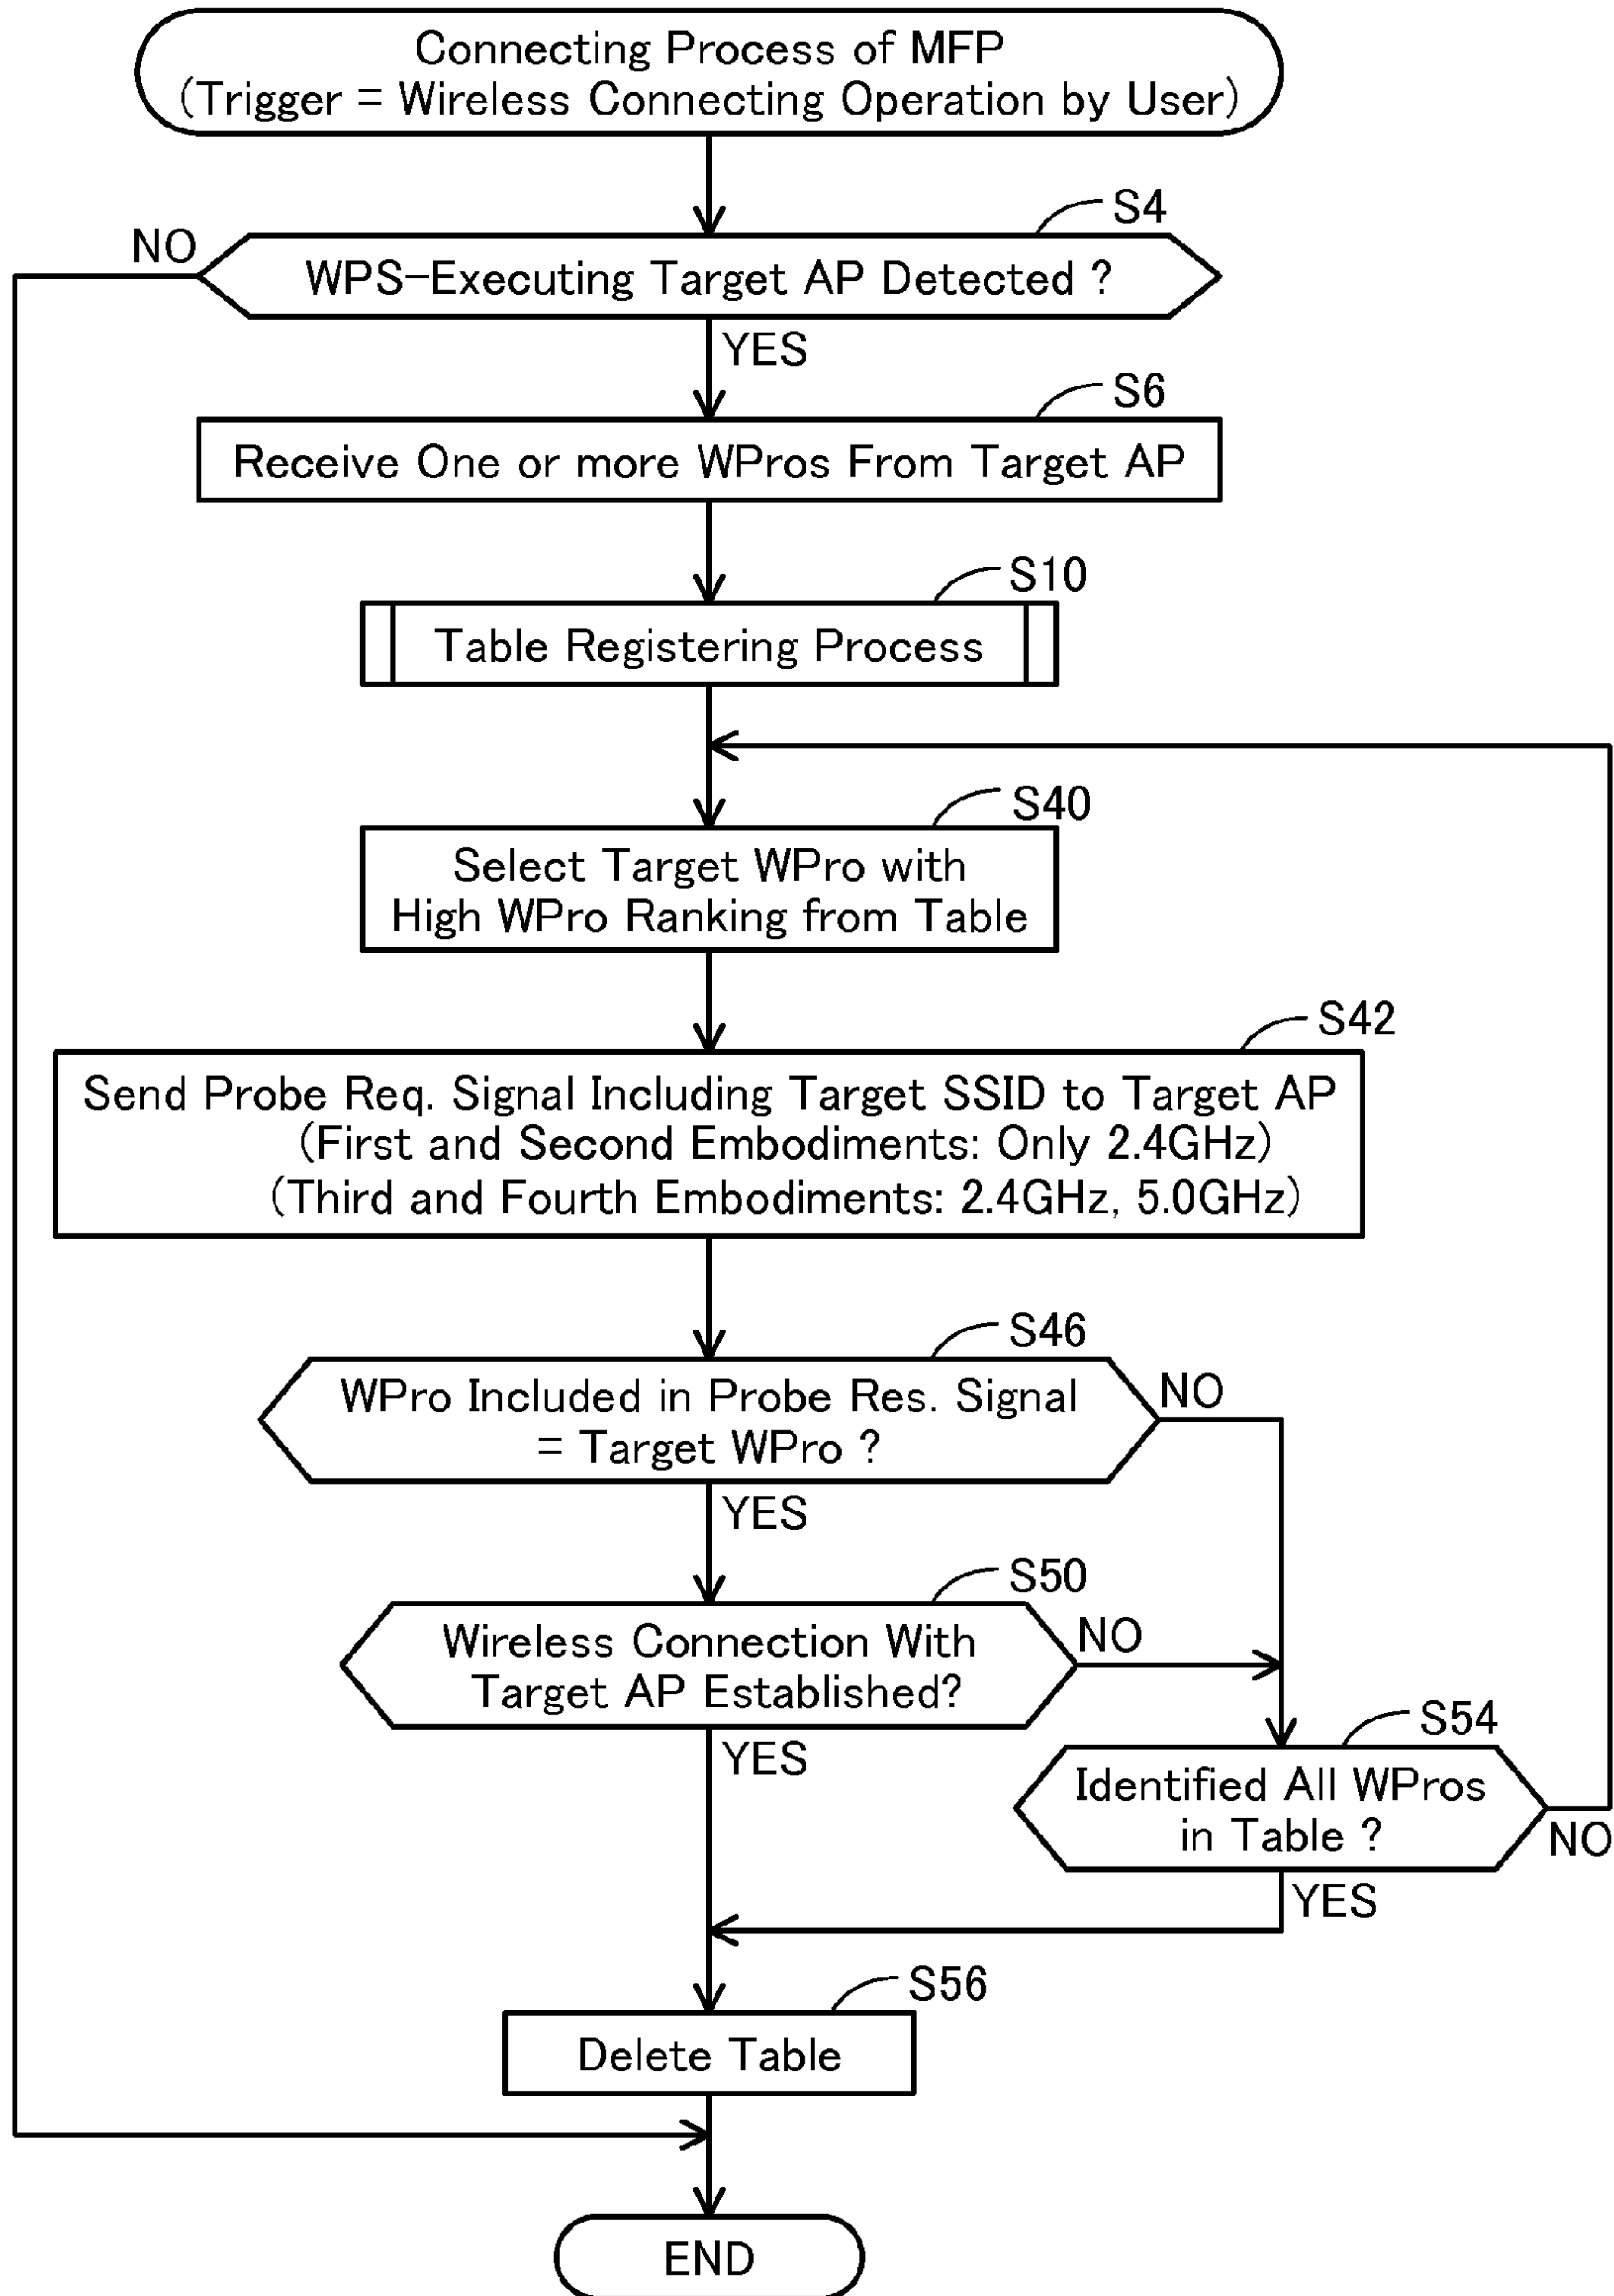 Connecting Process of MFP
(Trigger = Wireless Connecting Operation by User)
S4
NO
WPS-Executing Target AP Detected ?
YES
S6
Receive One or more WPros From Target AP
S10
Table Registering Process
S40
Select Target WPro with
High WPro Ranking from Table
S42
Send Probe Req. Signal Including Target SSID to Target AP
(First and Second Embodiments: Only 2.4GHz)
(Third and Fourth Embodiments: 2.4GHz, 5.0GHz)
S46
WPro Included in Probe Res. Signal
= Target WPro ?
NO
YES
S50
Wireless Connection With
Target AP Established?
NO
YES
S54
Identified All WPros
in Table ?
NO
YES
S56
Delete Table
END